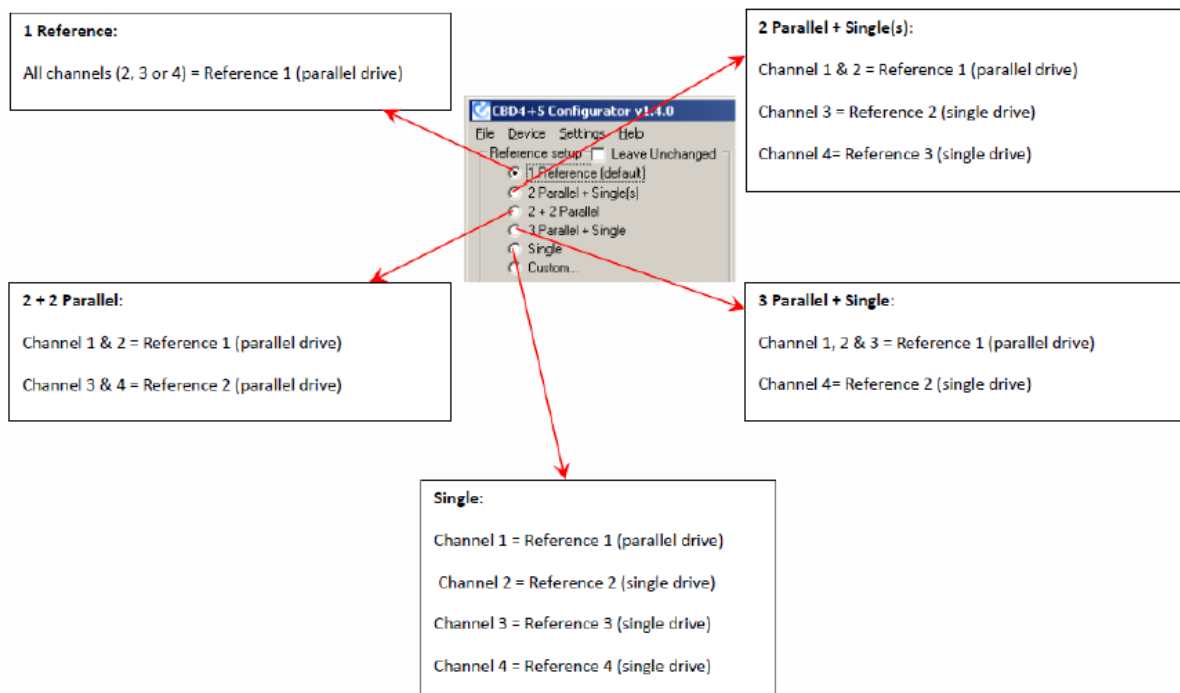 1 Reference:
All channels (2, 3 or 4) = Reference 1 (parallel drive)
2 Parallel + Single(s):
Channel 1 & 2 = Reference 1 (parallel drive)
Channel 3 = Reference 2 (single drive)
Channel 4= Reference 3 (single drive)
CBD4+S Configurator v1.4.0
File Device Settings Help
Reference setup Leave Unchanged
1 Reference (default)
2 Parallel + Single(s)
2 + 2 Parallel
3 Parallel + Single
Single
Custom...
2 + 2 Parallel:
Channel 1 & 2 = Reference 1 (parallel drive)
Channel 3 & 4 = Reference 2 (parallel drive)
3 Parallel + Single:
Channel 1, 2 & 3 = Reference 1 (parallel drive)
Channel 4= Reference 2 (single drive)
Single:
Channel 1 = Reference 1 (parallel drive)
Channel 2 = Reference 2 (single drive)
Channel 3 = Reference 3 (single drive)
Channel 4 = Reference 4 (single drive)